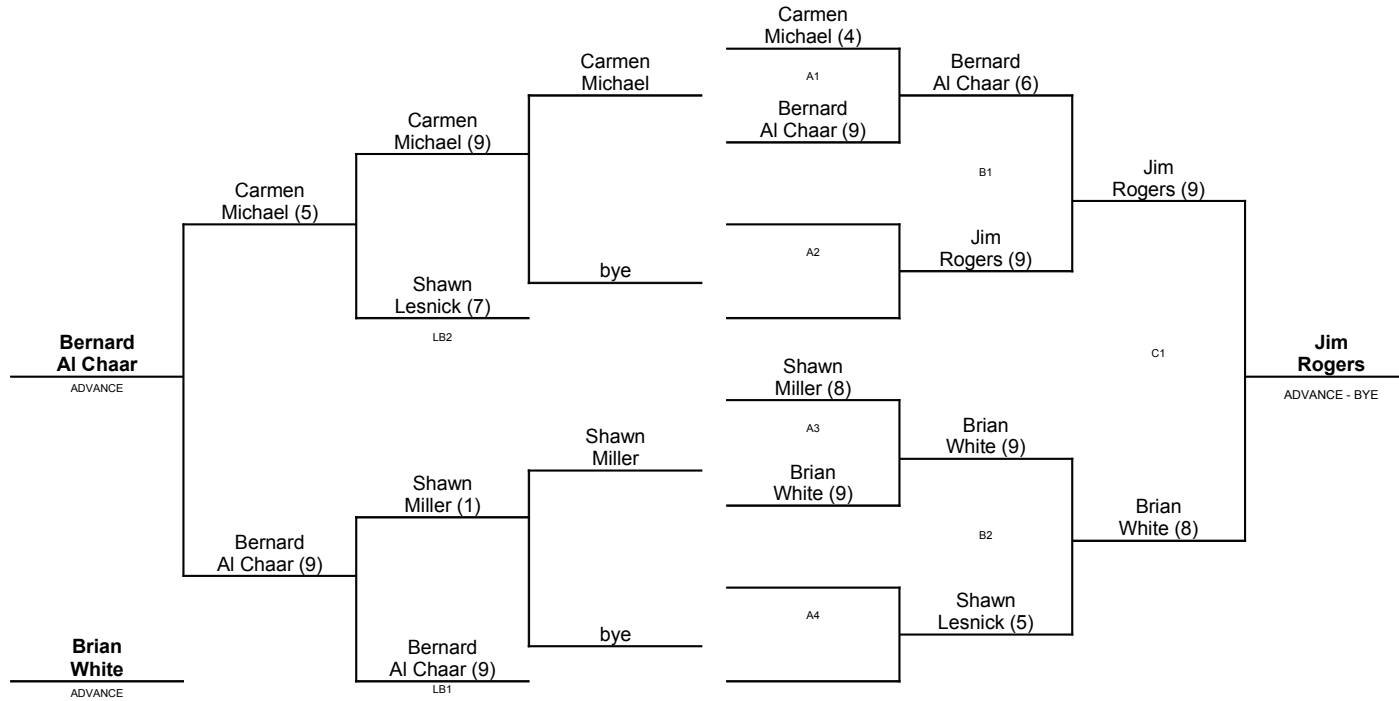 Carmen
Michael (4)
Carmen
Michael
Bernard
Al Chaar (6)
A1
Bernard
Al Chaar (9)
Carmen
Michael (9)
B1
Jim
Rogers (9)
Carmen
Michael (5)
Jim
Rogers (9)
A2
bye
Shawn
Lesnick (7)
LB2
Bernard
Al Chaar
ADVANCE
C1
Jim
Rogers
ADVANCE - BYE
Shawn
Miller (8)
A3
Shawn
Miller
Brian
White (9)
Brian
White (9)
Shawn
Miller (1)
Brian
White (8)
B2
Bernard
Al Chaar (9)
A4
Shawn
Lesnick (5)
bye
Brian
White
ADVANCE
Bernard
Al Chaar (9)
LB1